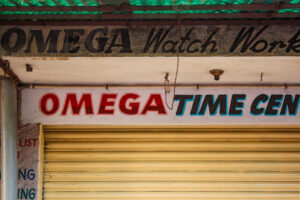 OMEGA Watch Work
OMEGA TIME CEN
LIST
NG
ING